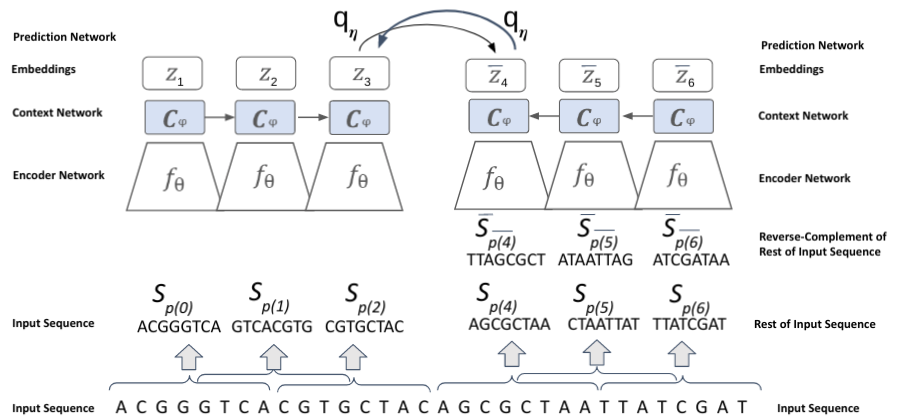 qη qη
Prediction Network Prediction Network
Embeddings Z1 Z2 Z3 Z̅4 Z̅5 Z̅6 Embeddings
Context Network Cφ Cφ Cφ Cφ Cφ Cφ Context Network
Encoder Network fθ fθ fθ fθ fθ fθ Encoder Network
S̅p(4) S̅p(5) S̅p(6)
Reverse-Complement of
TTAGCGCT ATAATTAG ATCGATAA Rest of Input Sequence
Sp(0) Sp(1) Sp(2) Sp(4) Sp(5) Sp(6)
Input Sequence ACGGGTCA GTCACGTG CGTGCTAC AGCGCTAA CTAATTAT TTATCGAT Rest of Input Sequence
Input Sequence A C G G G T C A C G T G C T A C A G C G C T A A T T A T C G A T Input Sequence